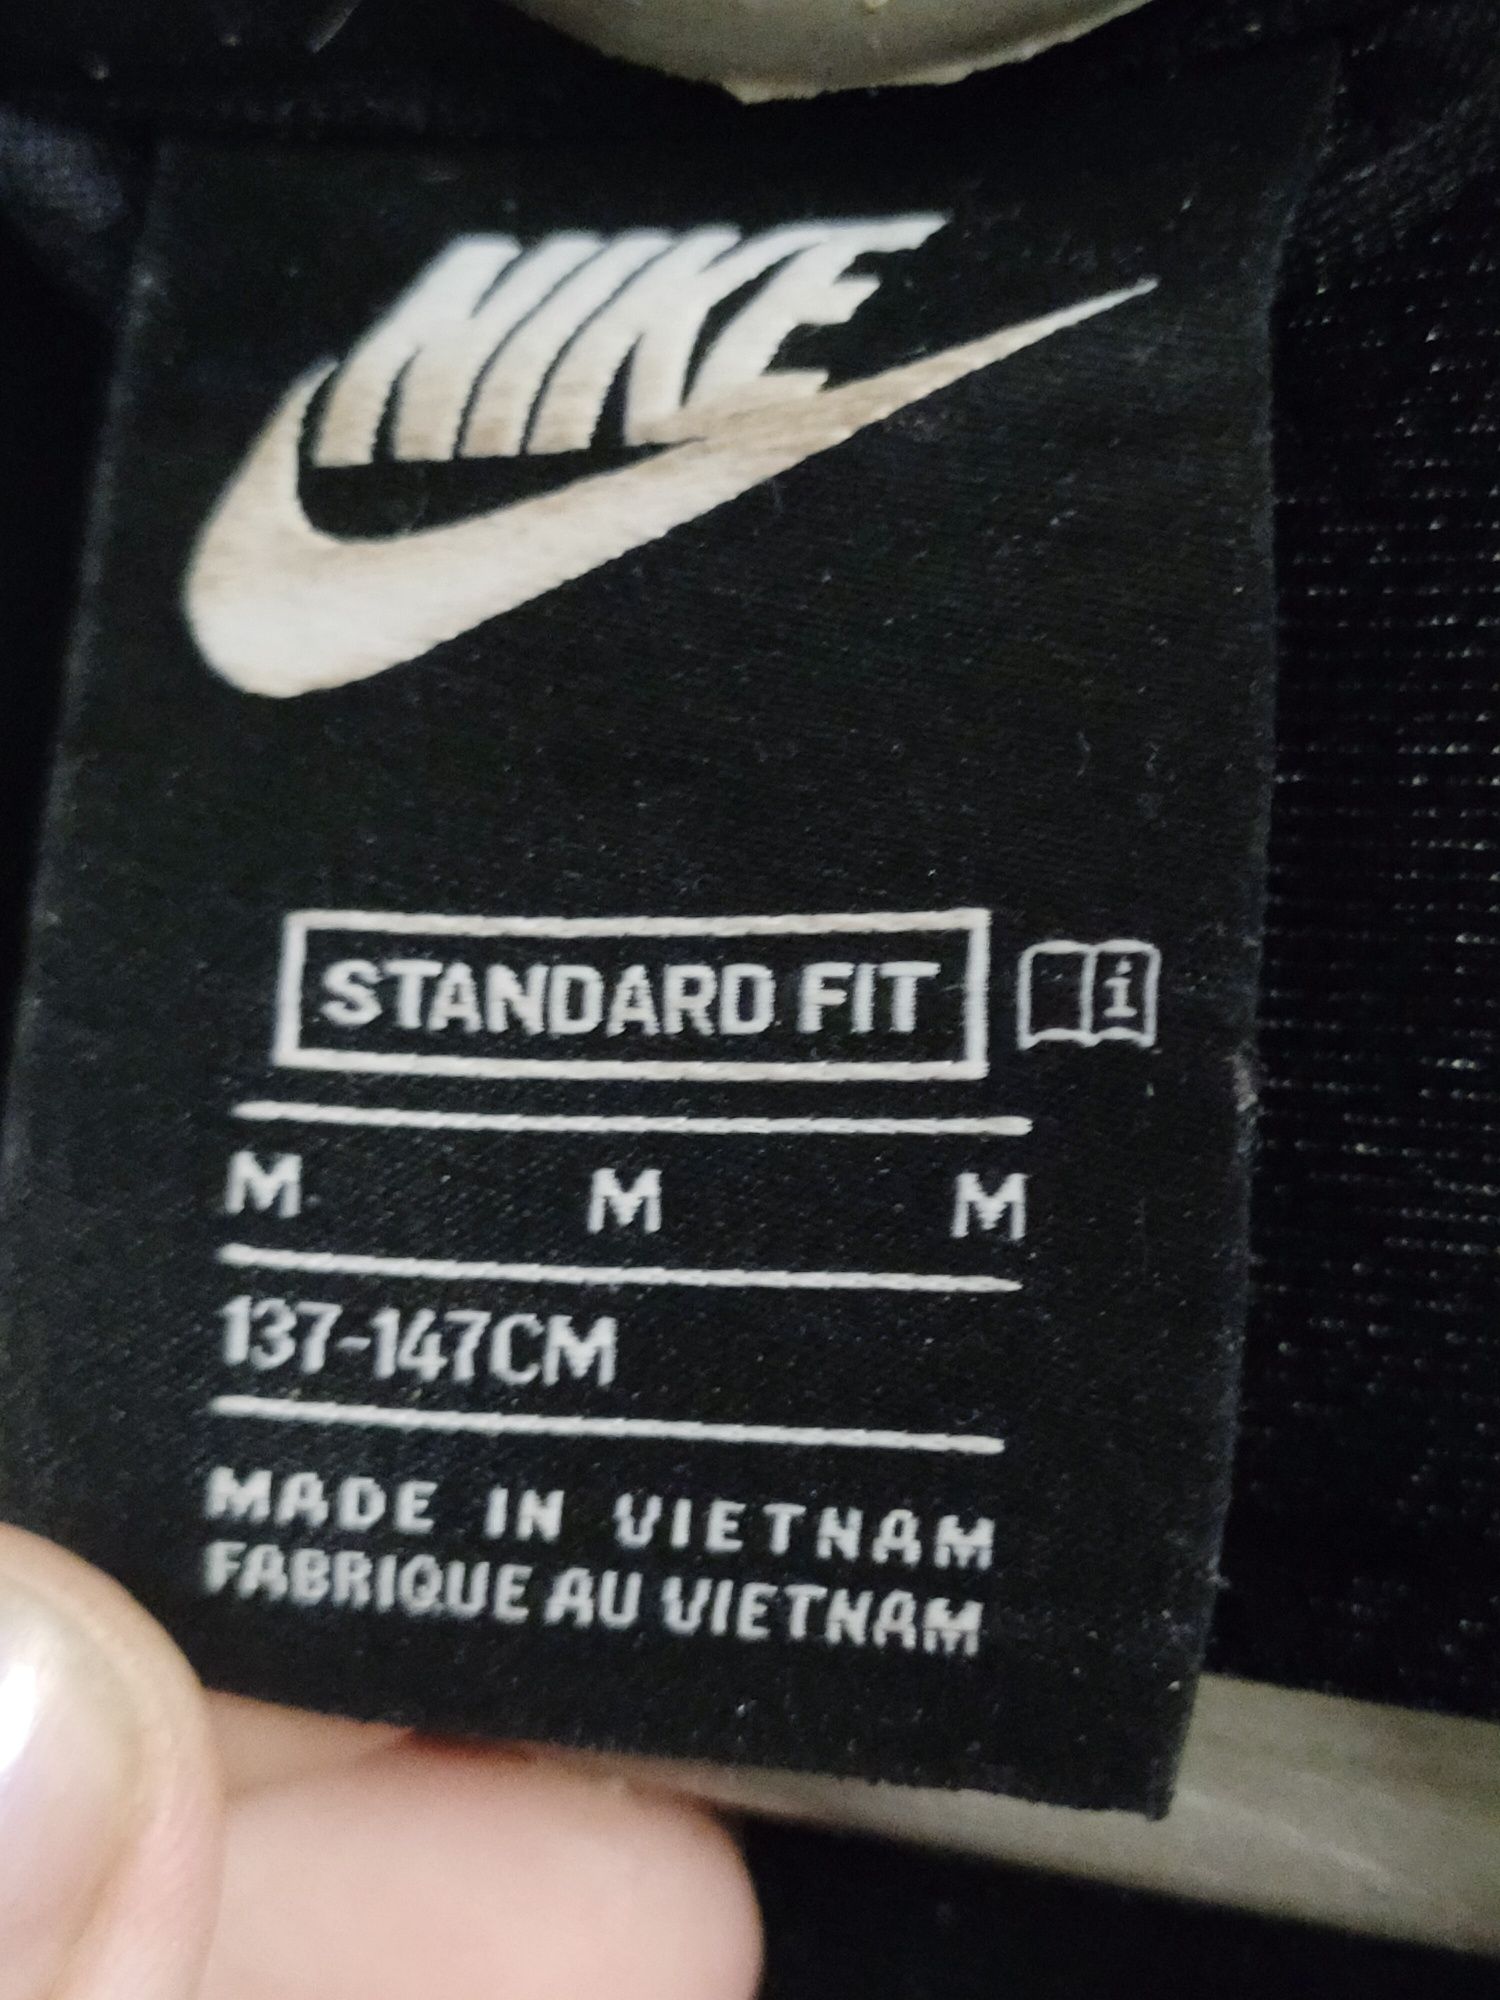 NIKE
STANDARD FIT i
M M M
137-147CM
MADE IN VIETNAM
FABRIQUE AU VIETNAM